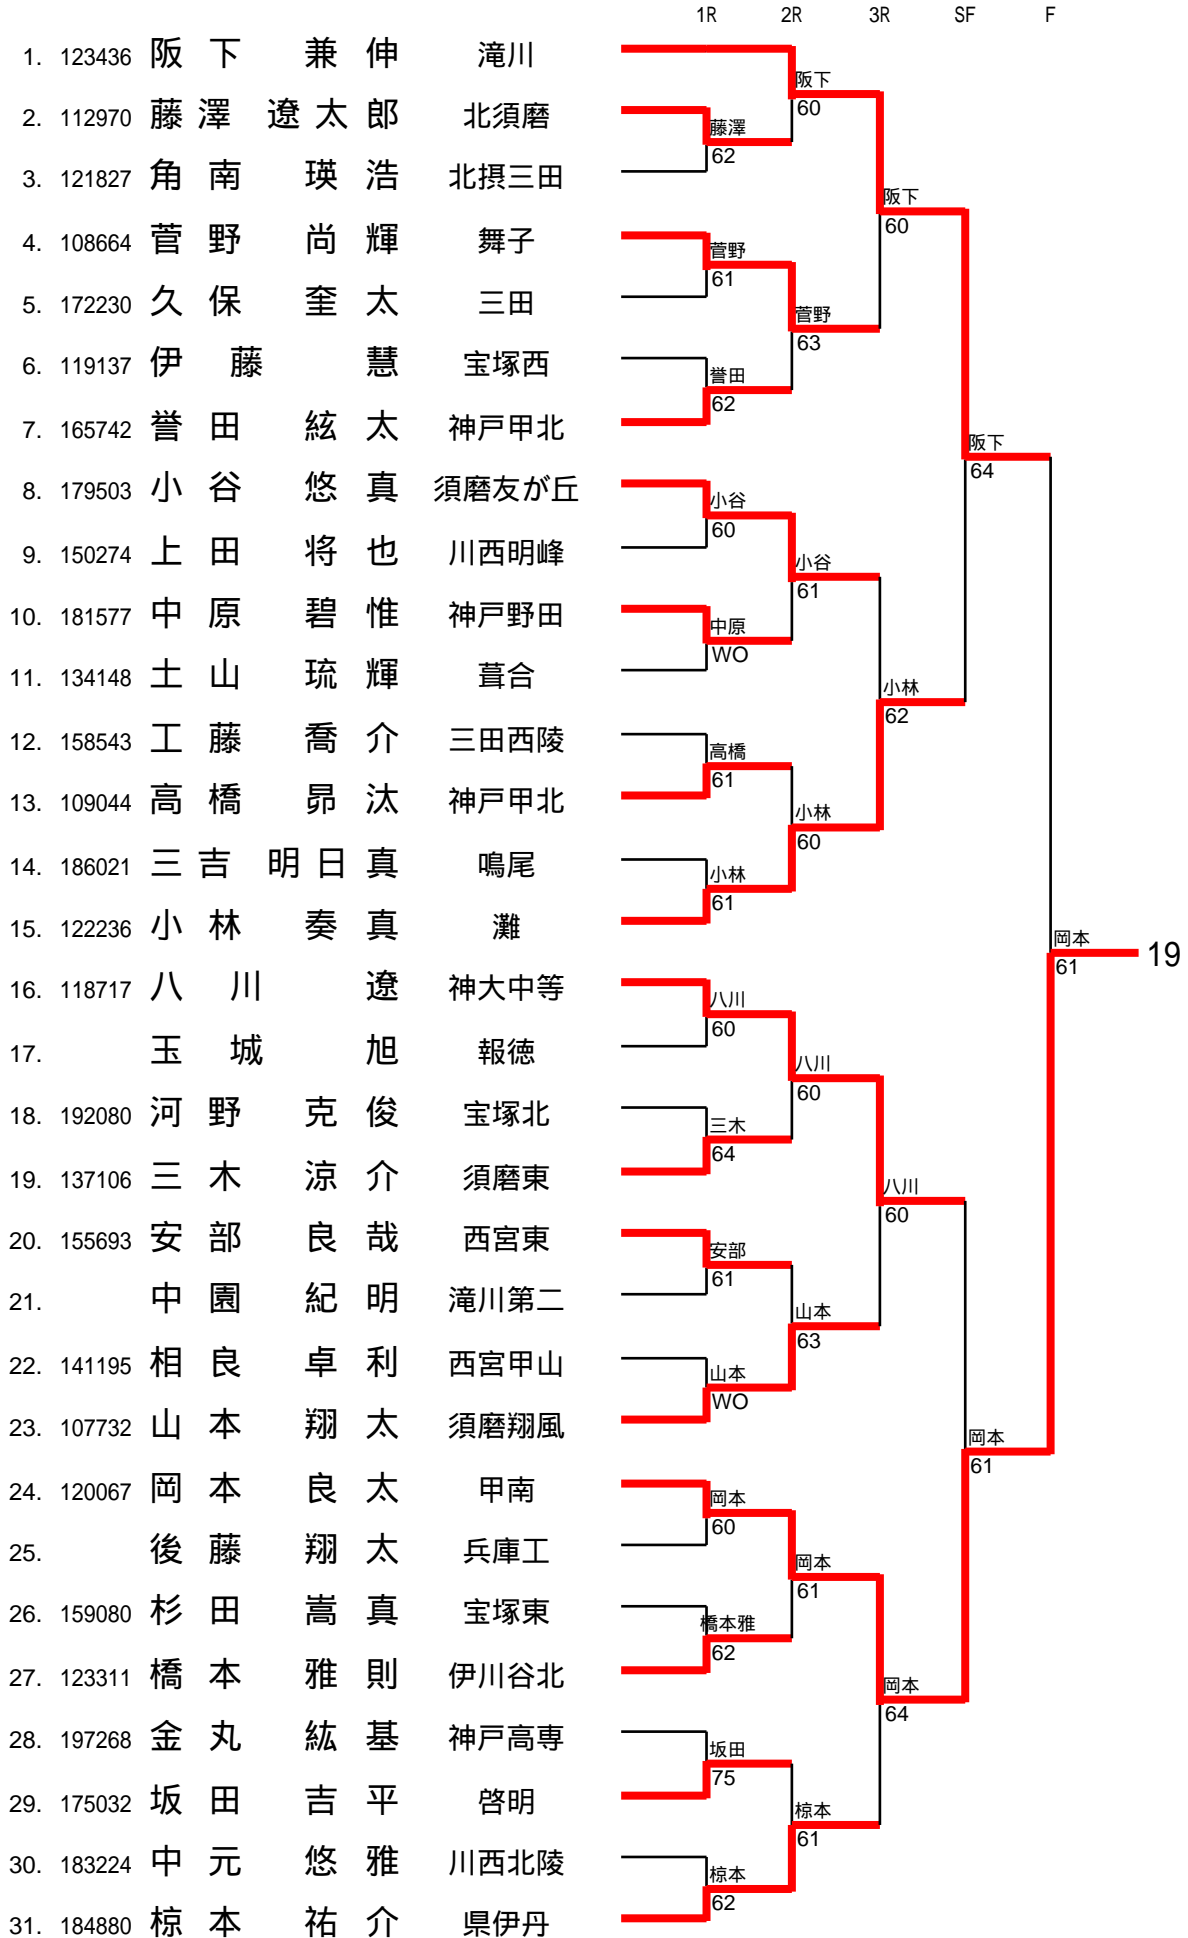 1R 2R 3R SF F
1. 123436 阪下 兼伸 滝川
2. 112970 藤澤 遼太郎 北須磨
3. 121827 角南 瑛浩 北摂三田
4. 108664 菅野 尚輝 舞子
5. 172230 久保 奎太 三田
6. 119137 伊藤 慧 宝塚西
7. 165742 誉田 絃太 神戸甲北
8. 179503 小谷 悠真 須磨友が丘
9. 150274 上田 将也 川西明峰
10. 181577 中原 碧惟 神戸野田
11. 134148 土山 琉輝 葺合
12. 158543 工藤 喬介 三田西陵
13. 109044 高橋 昴汰 神戸甲北
14. 186021 三吉 明日真 鳴尾
15. 122236 小林 奏真 灘
16. 118717 八川 遼 神大中等
17. 玉城 旭 報徳
18. 192080 河野 克俊 宝塚北
19. 137106 三木 涼介 須磨東
20. 155693 安部 良哉 西宮東
21. 中園 紀明 滝川第二
22. 141195 相良 卓利 西宮甲山
23. 107732 山本 翔太 須磨翔風
24. 120067 岡本 良太 甲南
25. 後藤 翔太 兵庫工
26. 159080 杉田 嵩真 宝塚東
27. 123311 橋本 雅則 伊川谷北
28. 197268 金丸 紘基 神戸高専
29. 175032 坂田 吉平 啓明
30. 183224 中元 悠雅 川西北陵
31. 184880 椋本 祐介 県伊丹
藤澤
62
菅野
61
誉田
62
小谷
60
中原
WO
高橋
61
小林
61
八川
60
三木
64
安部
61
山本
WO
岡本
60
橋本雅
62
坂田
75
椋本
62
阪下
60
菅野
63
小谷
61
小林
60
八川
60
山本
63
岡本
61
椋本
61
阪下
60
小林
62
八川
60
岡本
64
阪下
64
岡本
61
岡本
61
19